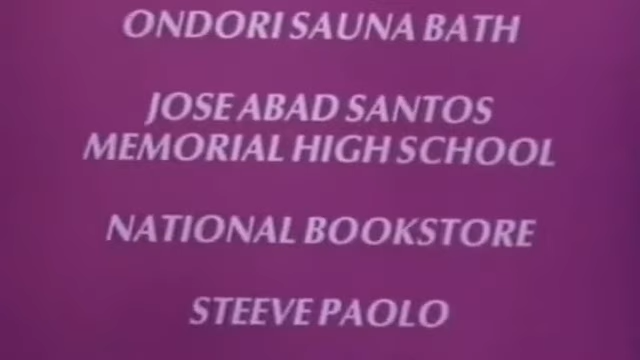 ONDORI SAUNA BATH
JOSE ABAD SANTOS
MEMORIAL HIGH SCHOOL
NATIONAL BOOKSTORE
STEEVE PAOLO